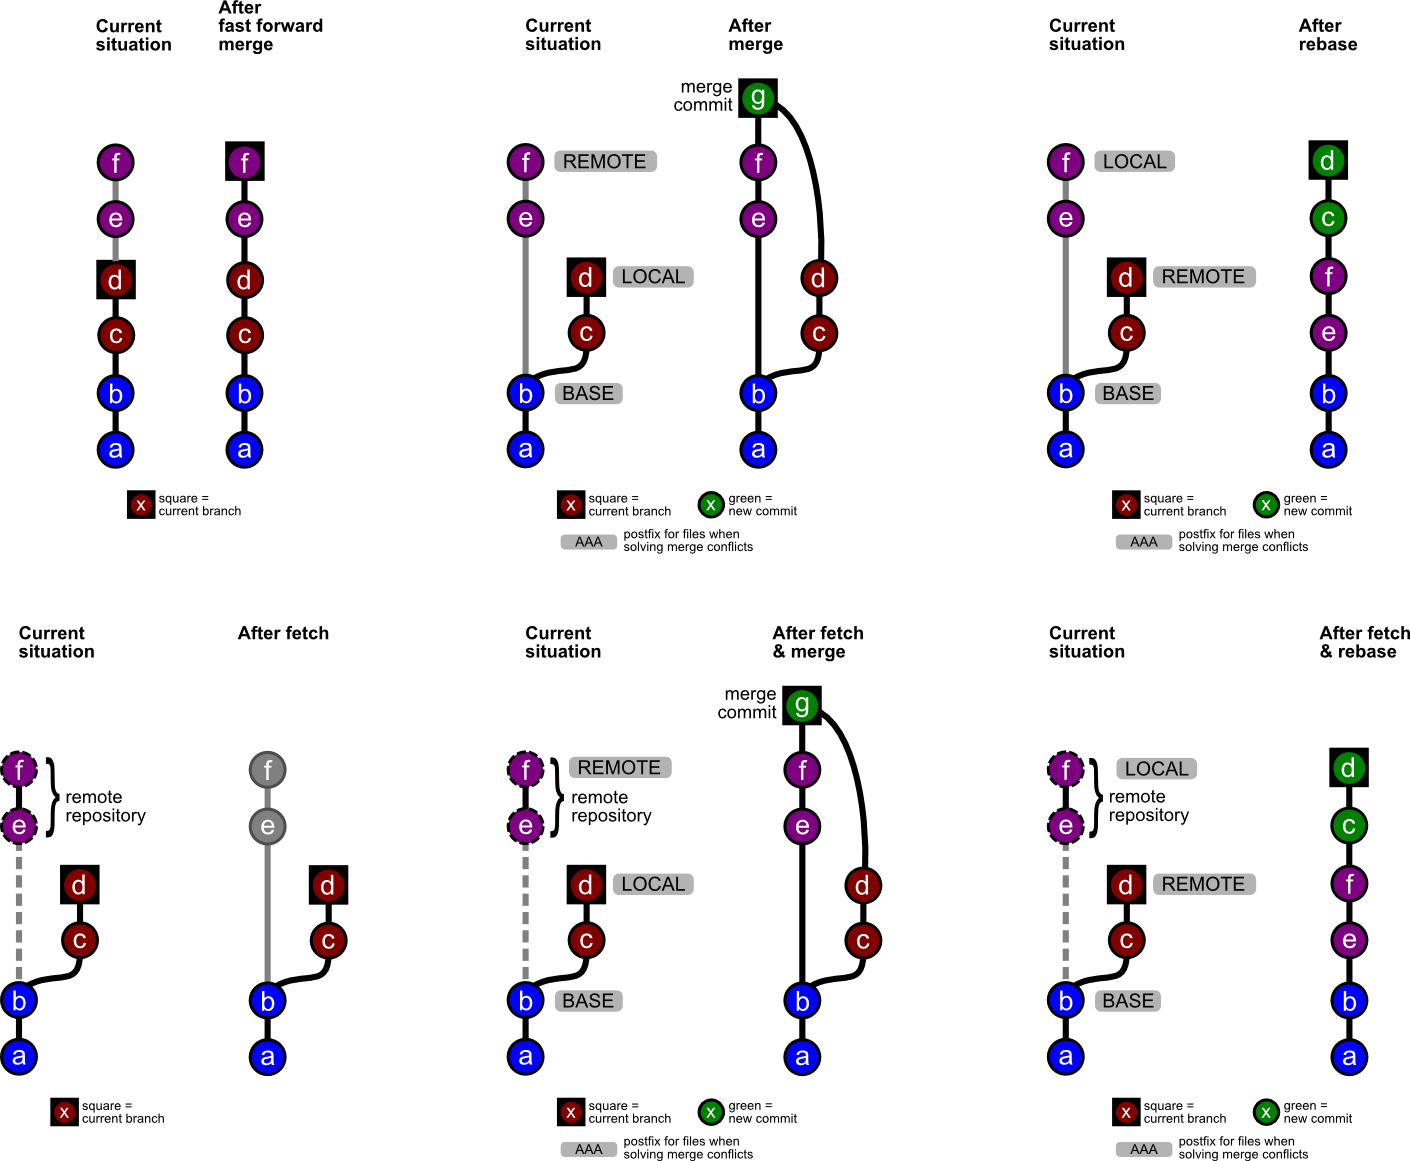 Current
situation
After
fast forward
merge
f
f
e
e
d
d
c
c
b
b
a
a
x
square =
current branch
Current
situation
After
merge
merge
commit
g
f
REMOTE
f
e
e
d
LOCAL
d
c
c
b
BASE
b
a
a
x
square =
current branch
x
green =
new commit
AAA
postfix for files when
solving merge conflicts
Current
situation
After
rebase
f
LOCAL
d
e
c
d
REMOTE
f
c
e
b
BASE
b
a
a
x
square =
current branch
x
green =
new commit
AAA
postfix for files when
solving merge conflicts
Current
situation
After fetch
f
remote
repository
f
e
e
d
d
c
c
b
b
a
a
x
square =
current branch
Current
situation
After fetch
& merge
merge
commit
g
f
REMOTE
f
remote
repository
e
e
d
LOCAL
d
c
c
b
BASE
b
a
a
x
square =
current branch
x
green =
new commit
AAA
postfix for files when
solving merge conflicts
Current
situation
After fetch
& rebase
f
LOCAL
d
remote
repository
e
c
d
REMOTE
f
c
e
b
BASE
b
a
a
x
square =
current branch
x
green =
new commit
AAA
postfix for files when
solving merge conflicts